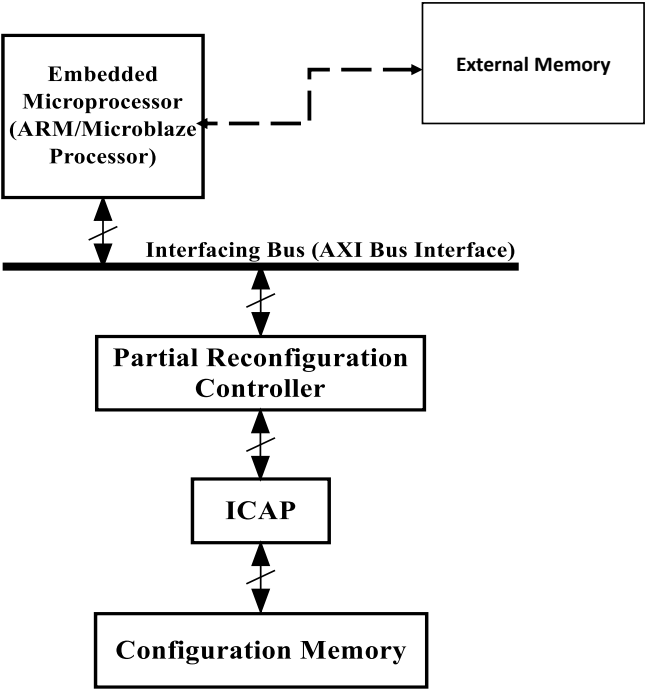 Embedded
Microprocessor
(ARM/Microblaze
Processor)
External Memory
Interfacing Bus (AXI Bus Interface)
Partial Reconfiguration
Controller
ICAP
Configuration Memory